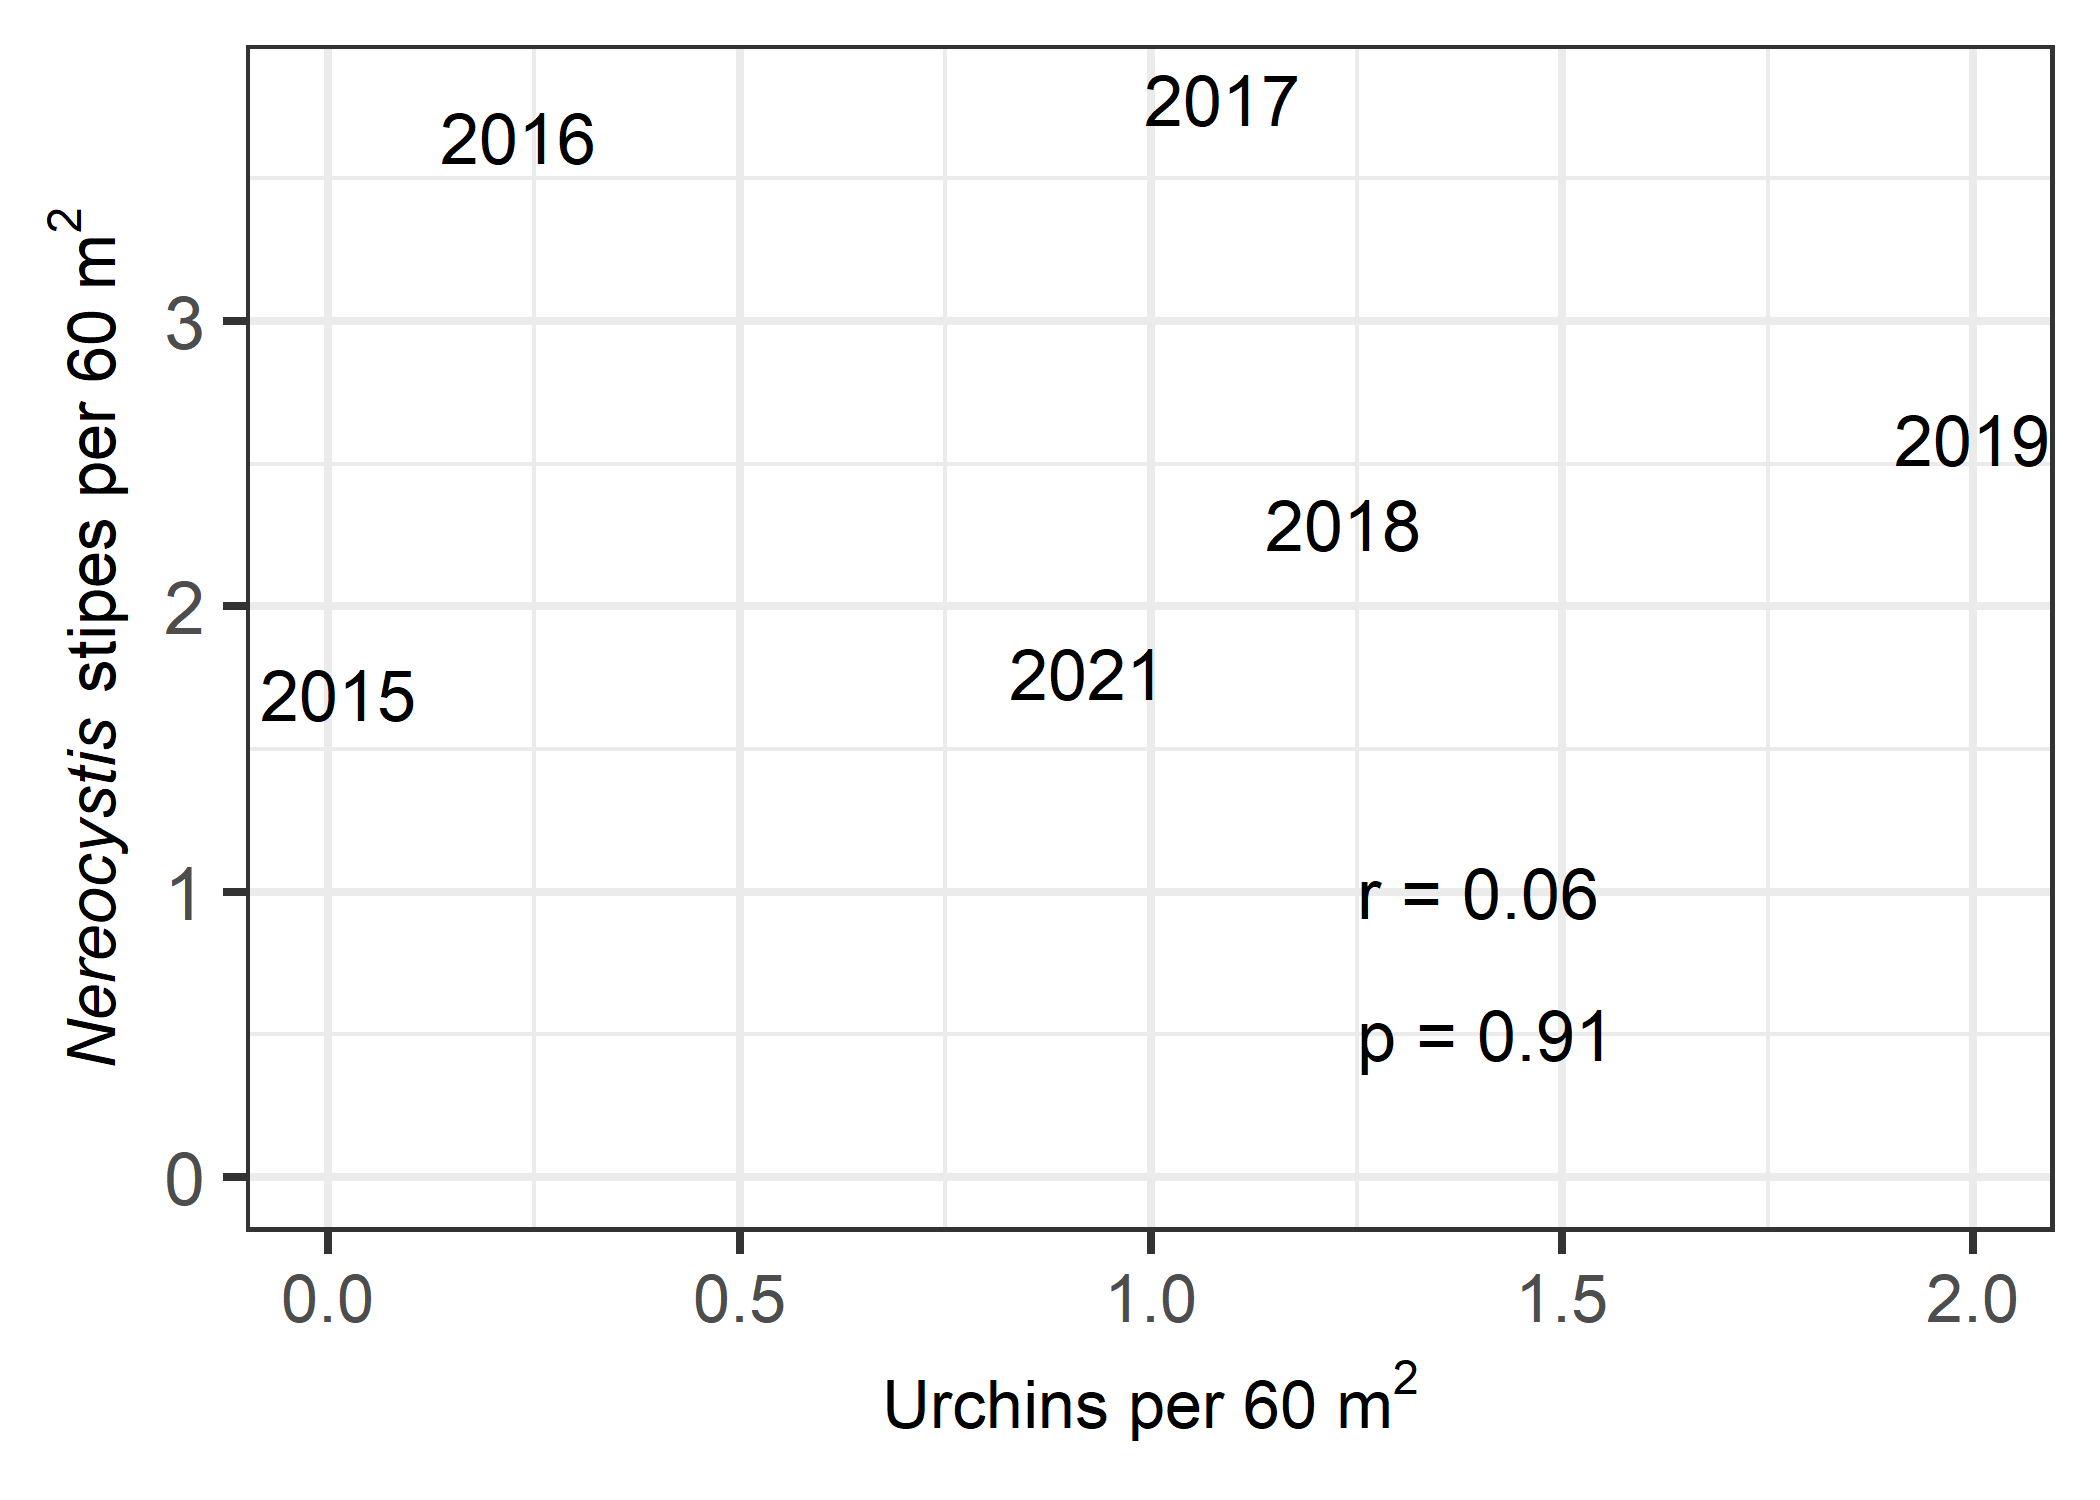 2017
2016
3
2019
2018
2
2021
2015
r = 0.06
1
p = 0.91
0
Nereocystis stipes per 60 m²
0.0 0.5 1.0 1.5 2.0
Urchins per 60 m²